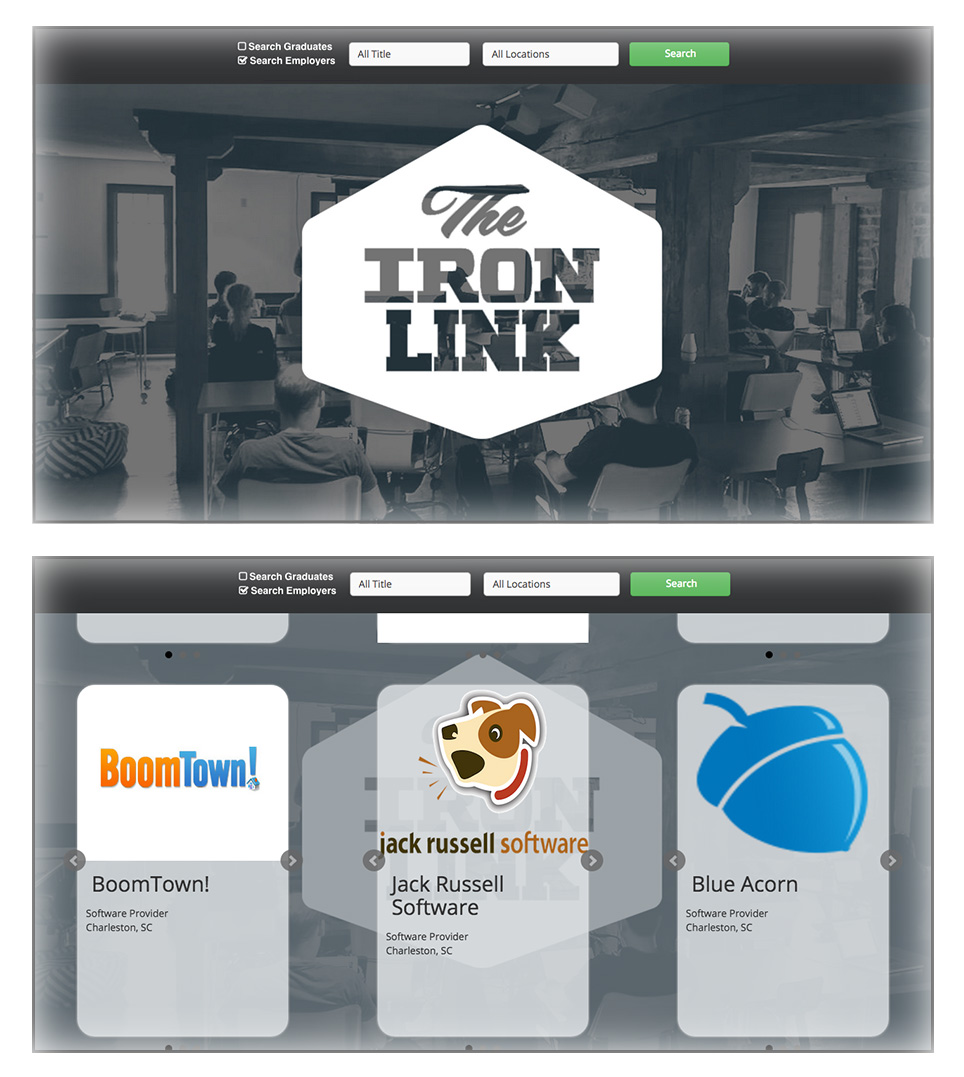 Search Graduates
Search Employers
All Title
All Locations
Search
The
IRON
LINK
Search Graduates
Search Employers
All Title
All Locations
Search
IRON
LINK
BoomTown!
jack russell software
BoomTown!
Software Provider
Charleston, SC
Jack Russell
Software
Software Provider
Charleston, SC
Blue Acorn
Software Provider
Charleston, SC